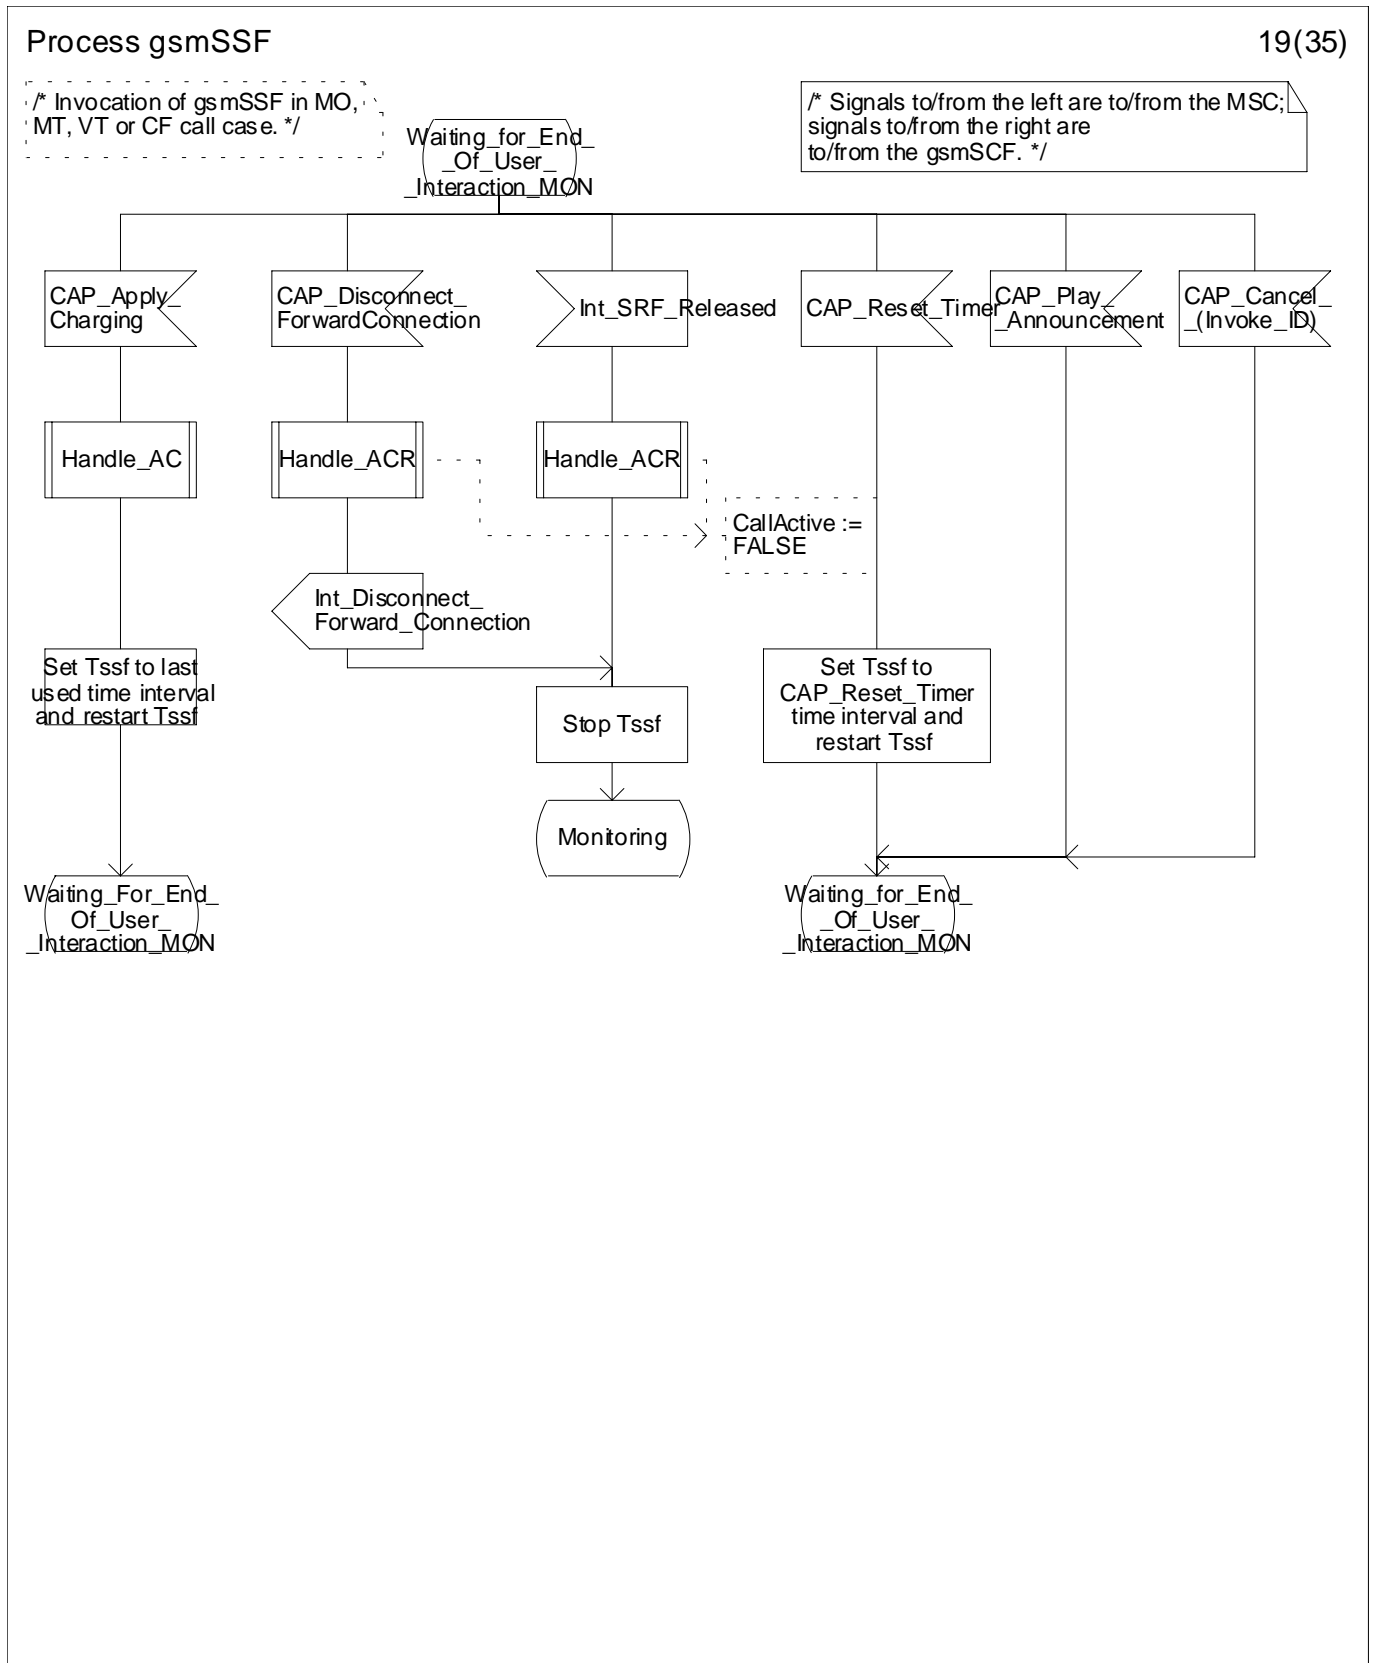 Process gsmSSF
19(35)
/* Invocation of gsmSSF in MO,
MT, VT or CF call case. */
/* Signals to/from the left are to/from the MSC;
signals to/from the right are
to/from the gsmSCF. */
Waiting_for_End_
_Of_User_
_Interaction_MON
CAP_Apply_
Charging
CAP_Disconnect_
ForwardConnection
Int_SRF_Released
CAP_Reset_Timer
CAP_Play_
_Announcement
CAP_Cancel_
_(Invoke_ID)
Handle_AC
Handle_ACR
Handle_ACR
CallActive :=
FALSE
Int_Disconnect_
Forward_Connection
Set Tssf to last
used time interval
and restart Tssf
Stop Tssf
Set Tssf to
CAP_Reset_Timer
time interval and
restart Tssf
Monitoring
Waiting_For_End_
Of_User_
_Interaction_MON
Waiting_for_End_
_Of_User_
_Interaction_MON